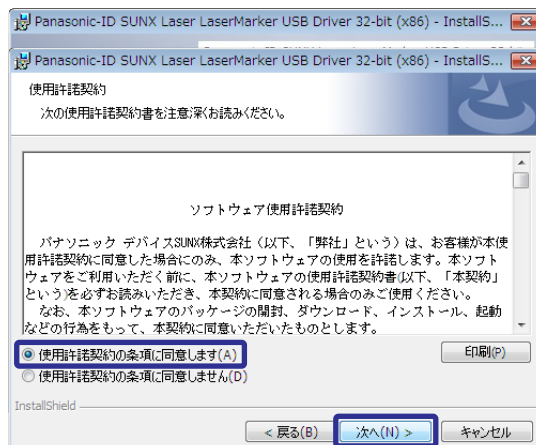 Panasonic-ID SUNX Laser LaserMarker USB Driver 32-bit (x86) - InstallS...
Panasonic-ID SUNX Laser LaserMarker USB Driver 32-bit (x86) - InstallS...
使用許諾契約
次の使用許諾契約書を注意深くお読みください。
ソフトウェア使用許諾契約
パナソニック デバイスSUNX株式会社（以下、「弊社」という）は、お客様が本使
用許諾契約に同意した場合にのみ、本ソフトウェアの使用を許諾します。本ソフト
ウェアをご利用いただく前に、本ソフトウェアの使用許諾契約書(以下、「本契約」
という)を必ずお読みいただき、本契約に同意される場合のみご使用ください。
なお、本ソフトウェアのパッケージの開封、ダウンロード、インストール、起動
などの行為をもって、本契約に同意いただいたものとします。
使用許諾契約の条項に同意します(A)
印刷(P)
使用許諾契約の条項に同意しません(D)
InstallShield
< 戻る(B)
次へ(N) >
キャンセル